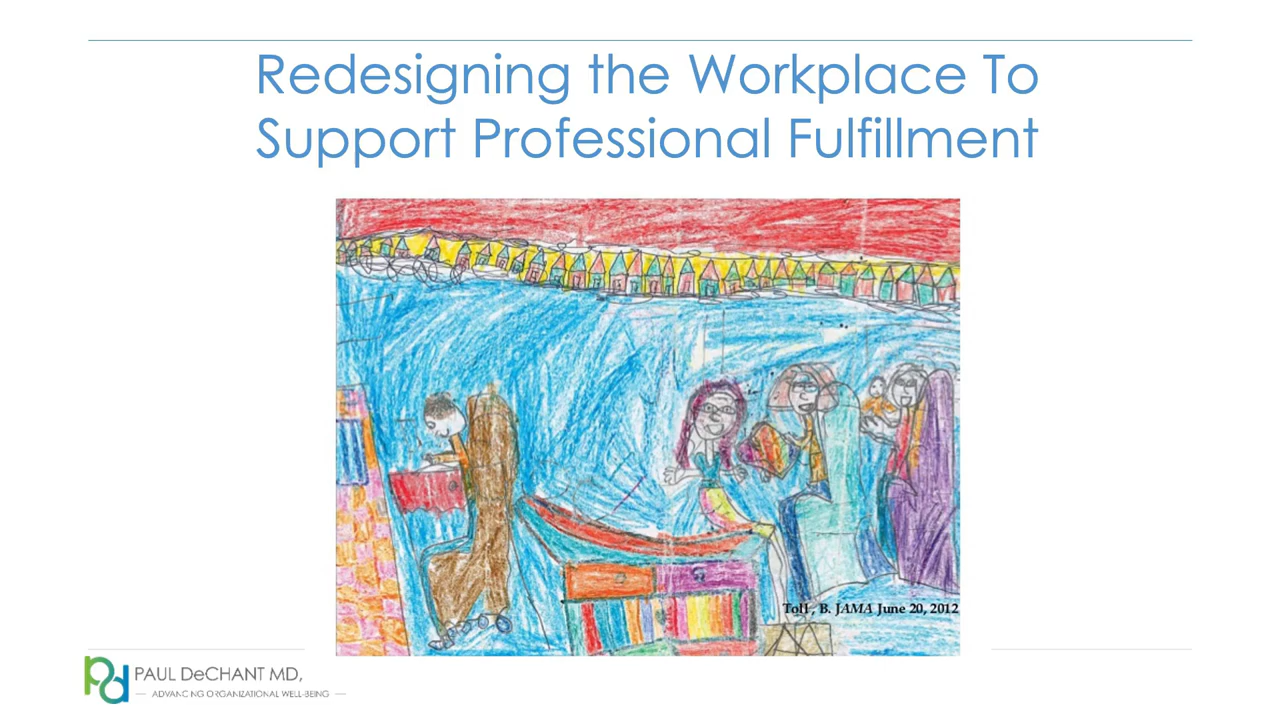 Redesigning the Workplace To
Support Professional Fulfillment
Toll , B. JAMA June 20, 2012
pd
PAUL DeCHANT MD,
ADVANCING ORGANIZATIONAL WELL-BEING